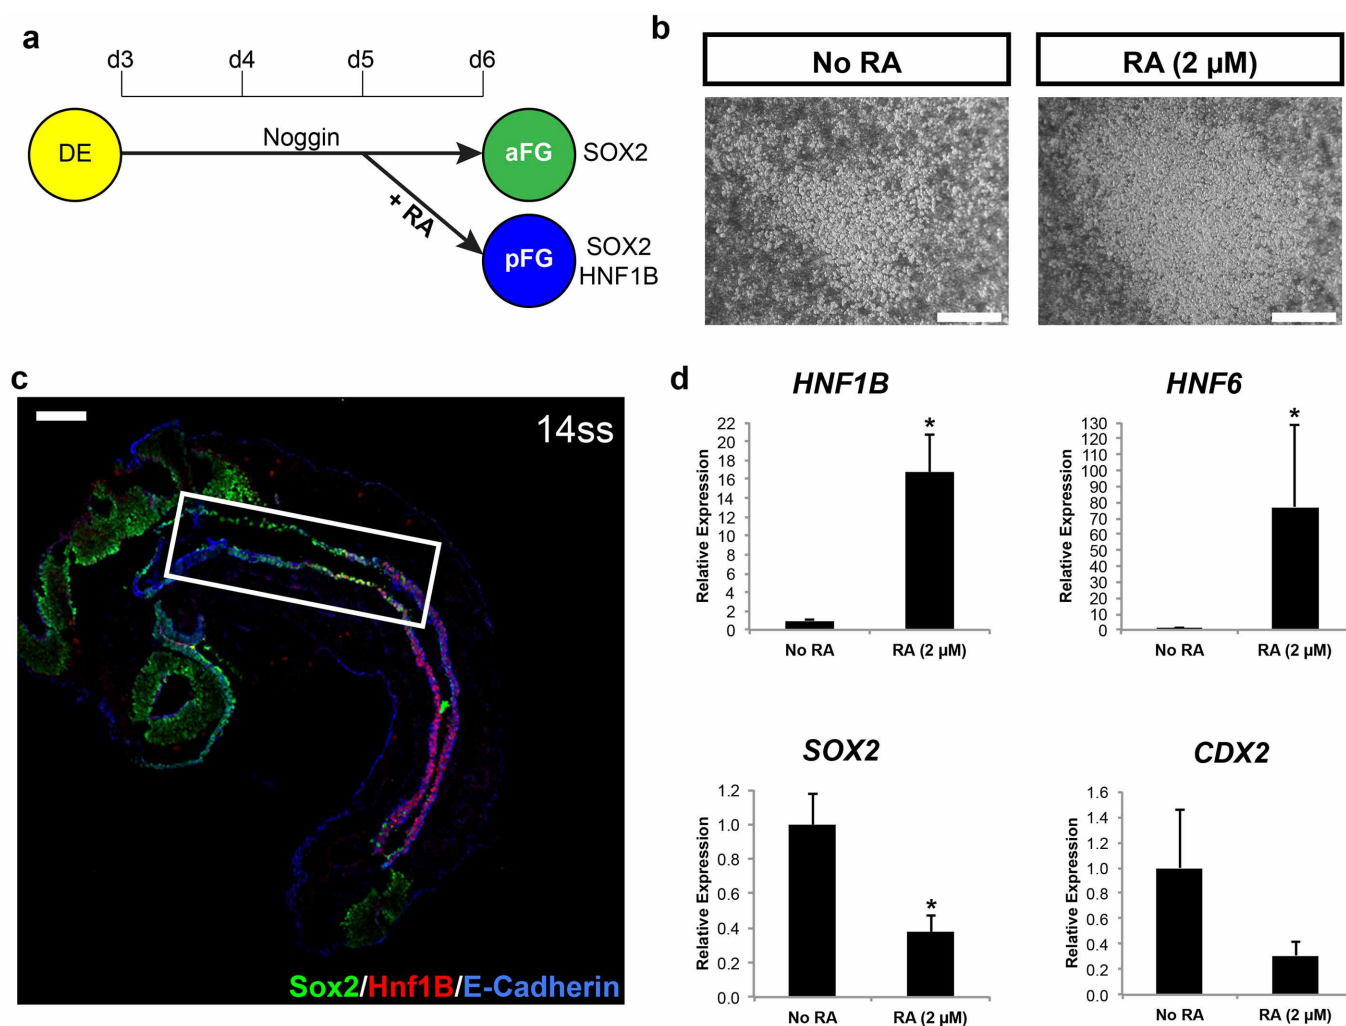 a
d3 d4 d5 d6
DE
Noggin
+ RA
aFG
SOX2
pFG
SOX2
HNF1B
b
No RA
RA (2 µM)
c
14ss
Sox2/Hnf1B/E-Cadherin
d
HNF1B
Relative Expression
22
20
18
16
14
12
10
8
6
4
2
0
*
No RA
RA (2 µM)
HNF6
Relative Expression
130
120
110
100
90
80
70
60
50
40
30
20
10
0
*
No RA
RA (2 µM)
SOX2
Relative Expression
1.2
1.0
0.8
0.6
0.4
0.2
0.0
*
No RA
RA (2 µM)
CDX2
Relative Expression
1.6
1.4
1.2
1.0
0.8
0.6
0.4
0.2
0.0
No RA
RA (2 µM)